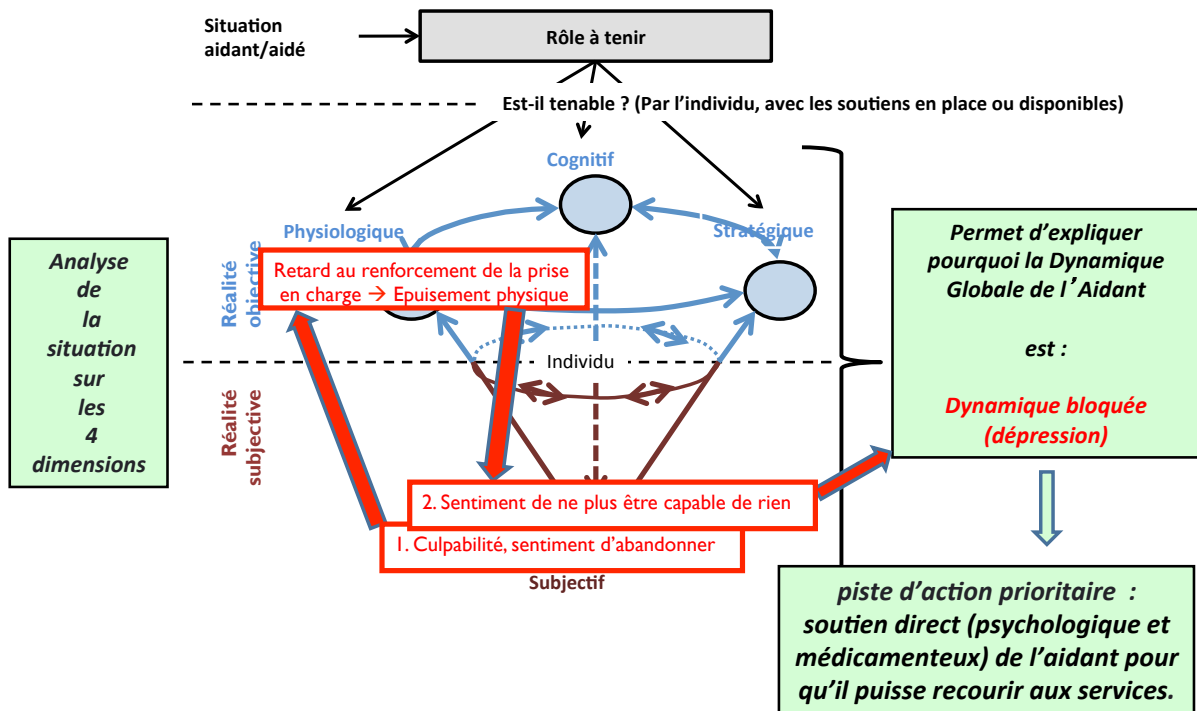 Situation
aidant/aidé
Rôle à tenir
Est-il tenable ? (Par l'individu, avec les soutiens en place ou disponibles)
Cognitif
Physiologique
Stratégique
Réalité
objective
Retard au renforcement de la prise
en charge → Epuisement physique
Individu
Réalité
subjective
2. Sentiment de ne plus être capable de rien
1. Culpabilité, sentiment d'abandonner
Subjectif
Analyse
de
la
situation
sur
les
4
dimensions
Permet d'expliquer
pourquoi la Dynamique
Globale de l'Aidant
est :
Dynamique bloquée
(dépression)
piste d'action prioritaire :
soutien direct (psychologique et
médicamenteux) de l'aidant pour
qu'il puisse recourir aux services.